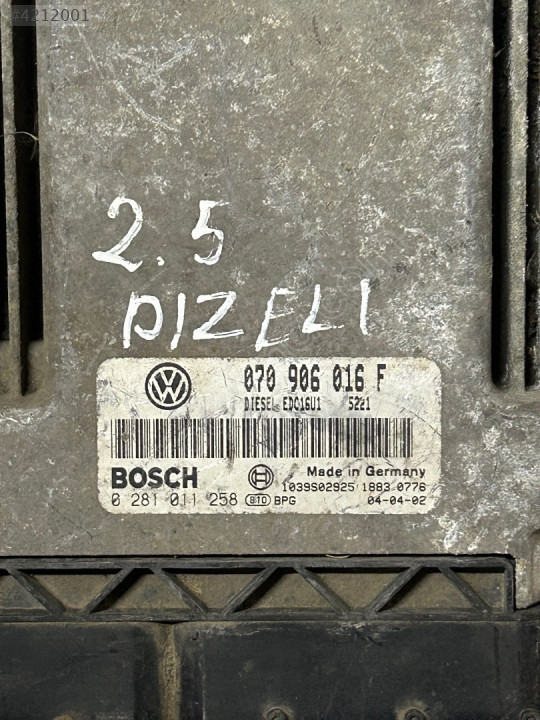 #4212001
2.5
DIZELI
070 906 016 F
DIESEL EDC16U1 5221
BOSCH
Made in Germany
1039S02925 1883 0776
0 281 011 258 BTD BPG 04-04-02